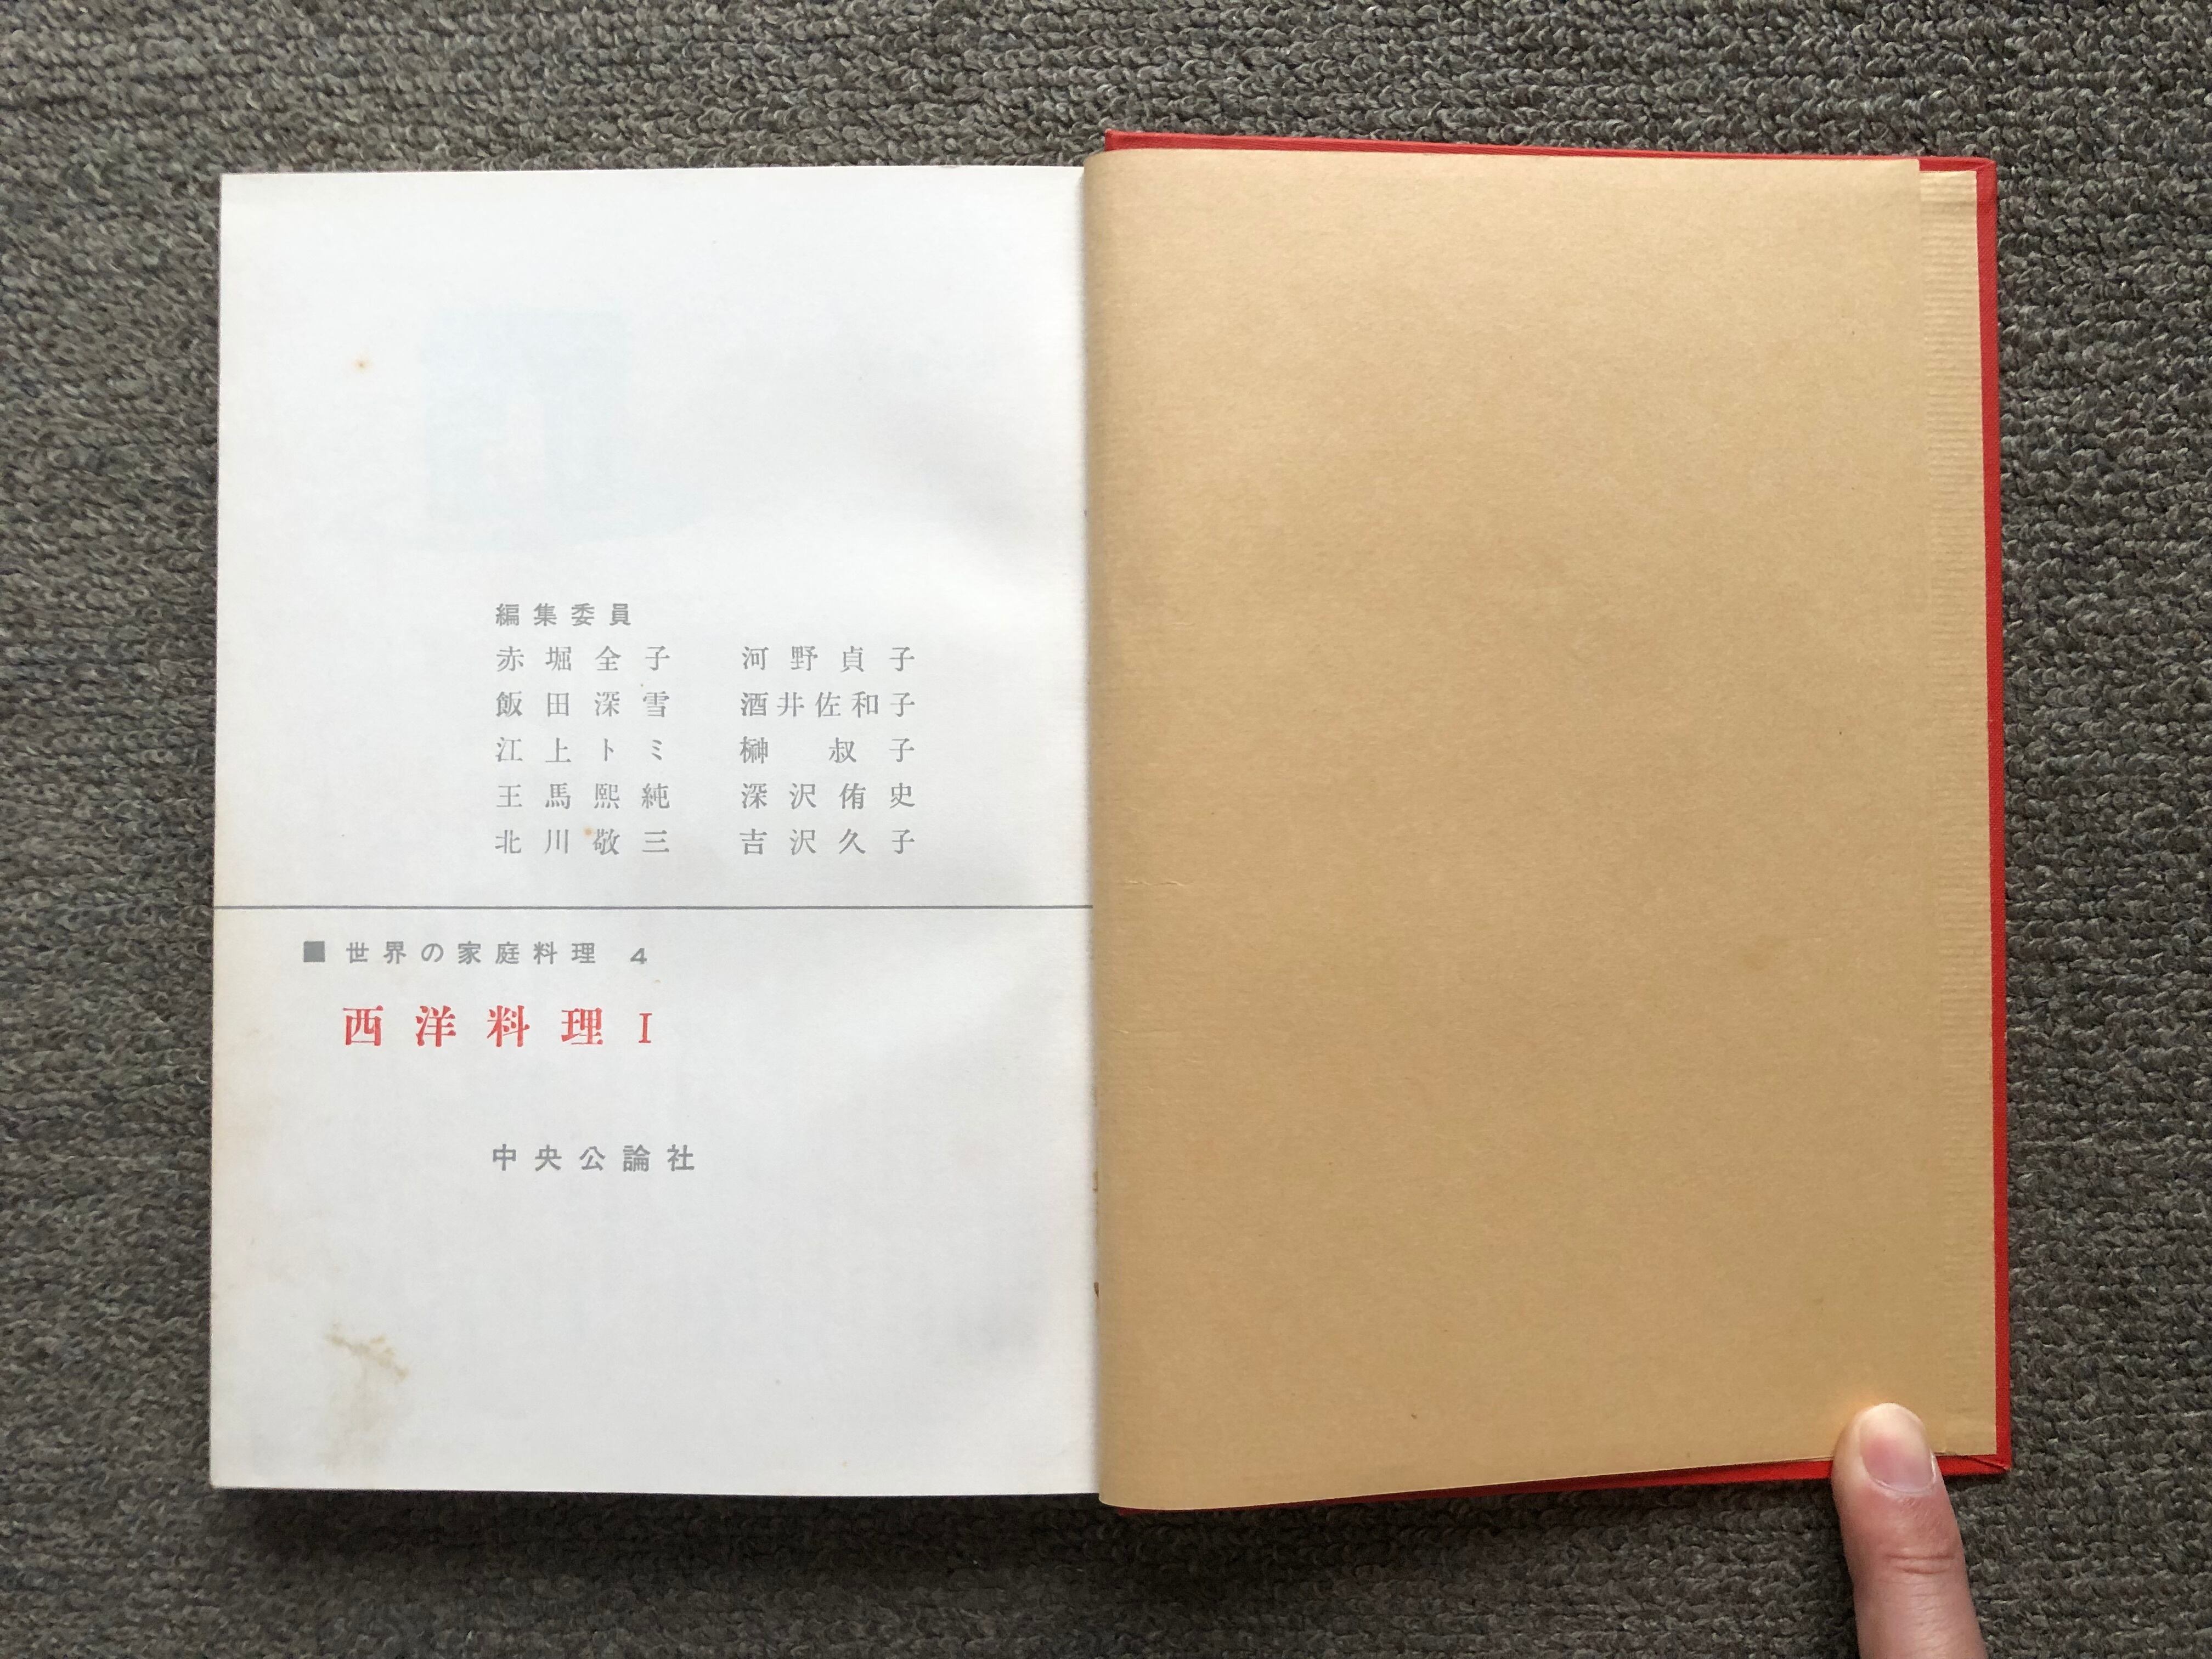 編集委員
赤堀全子 河野貞子
飯田深雪 酒井佐和子
江上トミ 榊叔子
王馬熙純 深沢侑史
北川敬三 吉沢久子
■ 世界の家庭料理 4
西洋料理 I
中央公論社